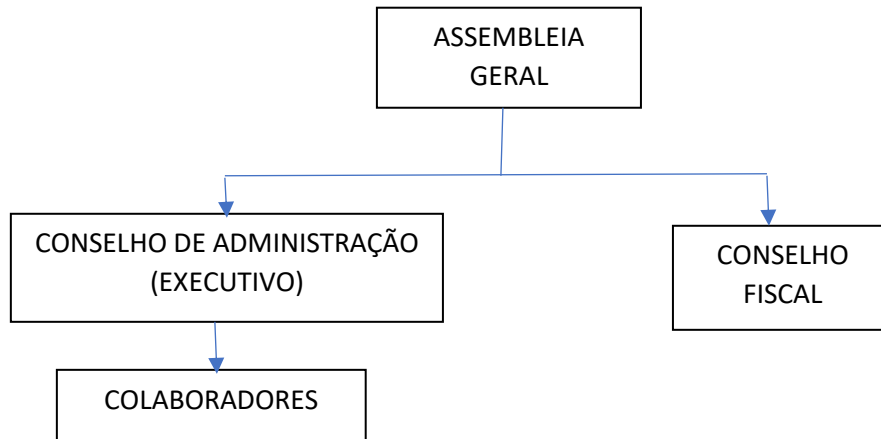 ASSEMBLEIA
GERAL
CONSELHO DE ADMINISTRAÇÃO
(EXECUTIVO)
CONSELHO
FISCAL
COLABORADORES